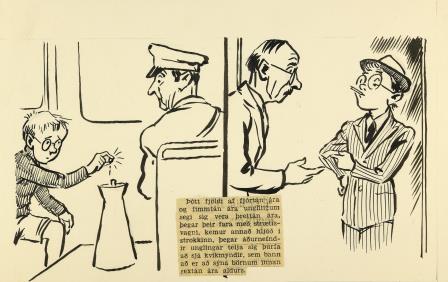 Þótt fjöldi af fjórtán ára
og fimmtán ára unglingum
segi sig vera þrettán ára,
þegar þeir fara með strætis-
vagni, kemur annað hljóð í
strokkinn, þegar áðurnefnd-
ir unglingar telja sig þurfa
að sjá kvikmyndir, sem bann
að er að sýna börnum innan
sextán ára aldurs.